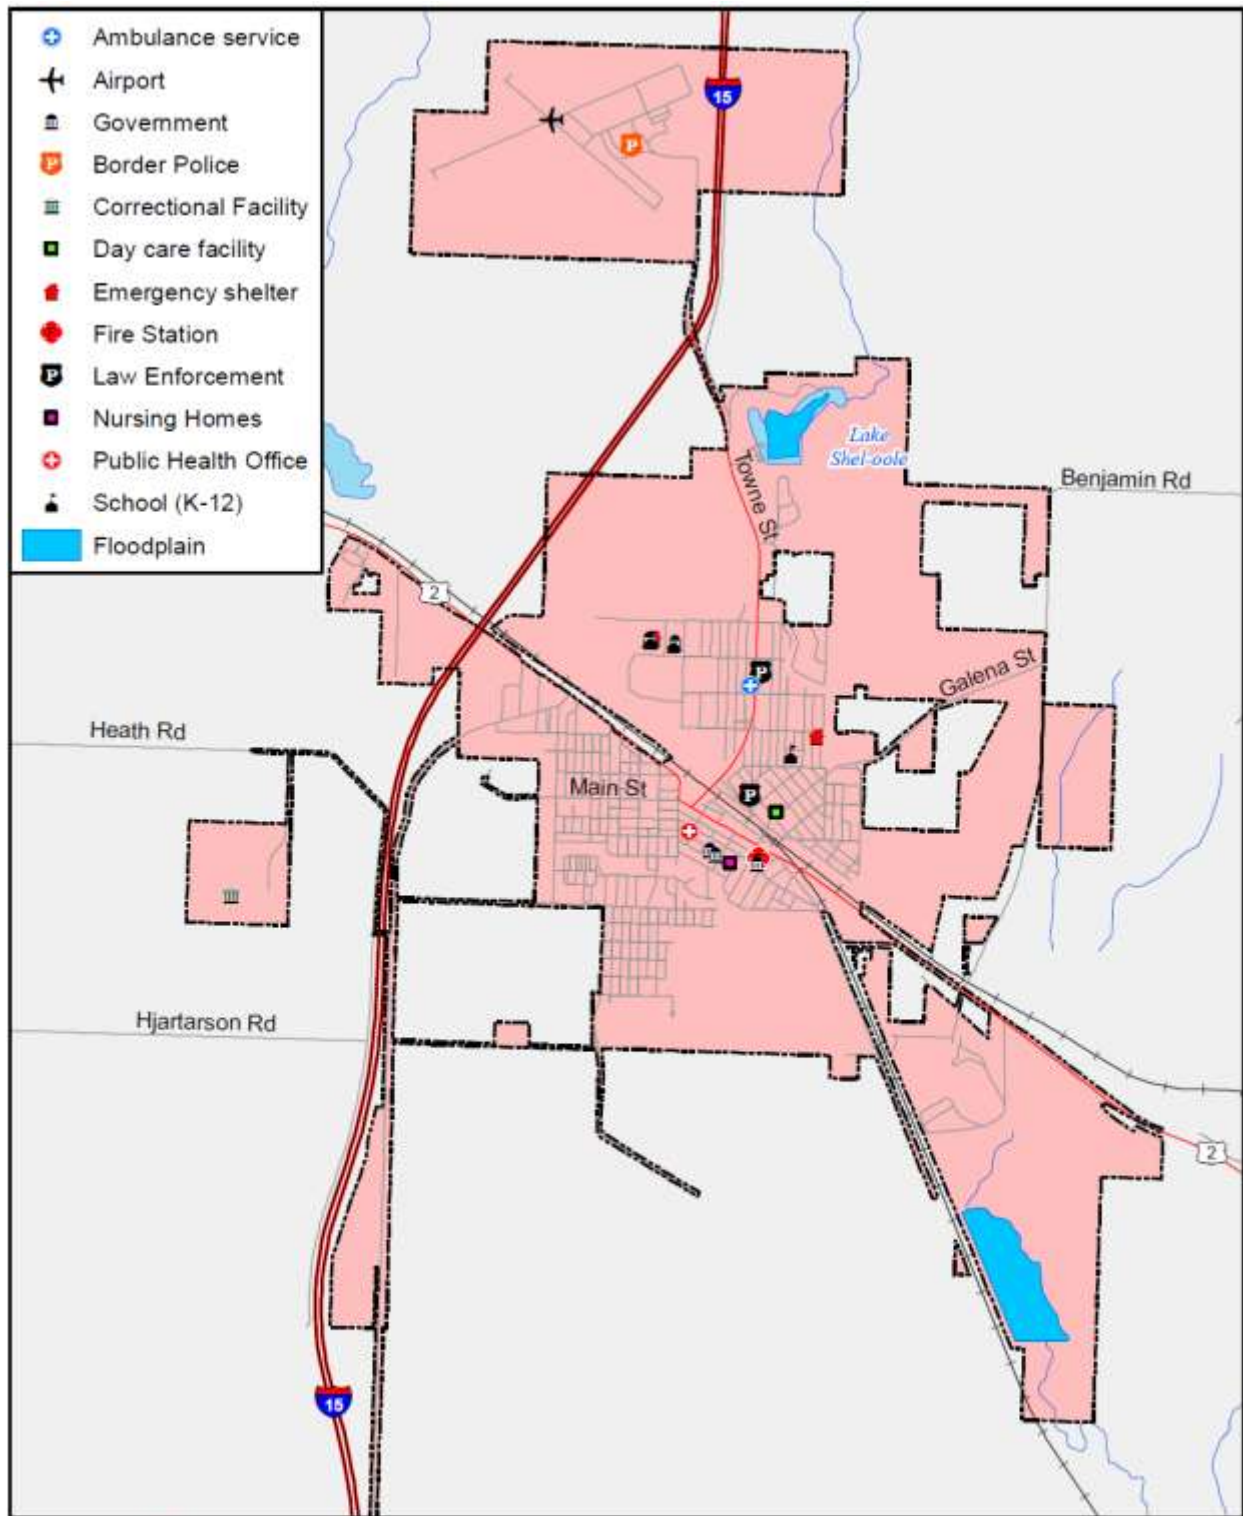 Ambulance service
Airport
Government
P
Border Police
Correctional Facility
Day care facility
Emergency shelter
Fire Station
P
Law Enforcement
Nursing Homes
Public Health Office
School (K-12)
Floodplain
15
P
Lake
Shel-oole
Towne St
Benjamin Rd
2
P
Galena St
Heath Rd
Main St
P
Hjartarson Rd
2
15